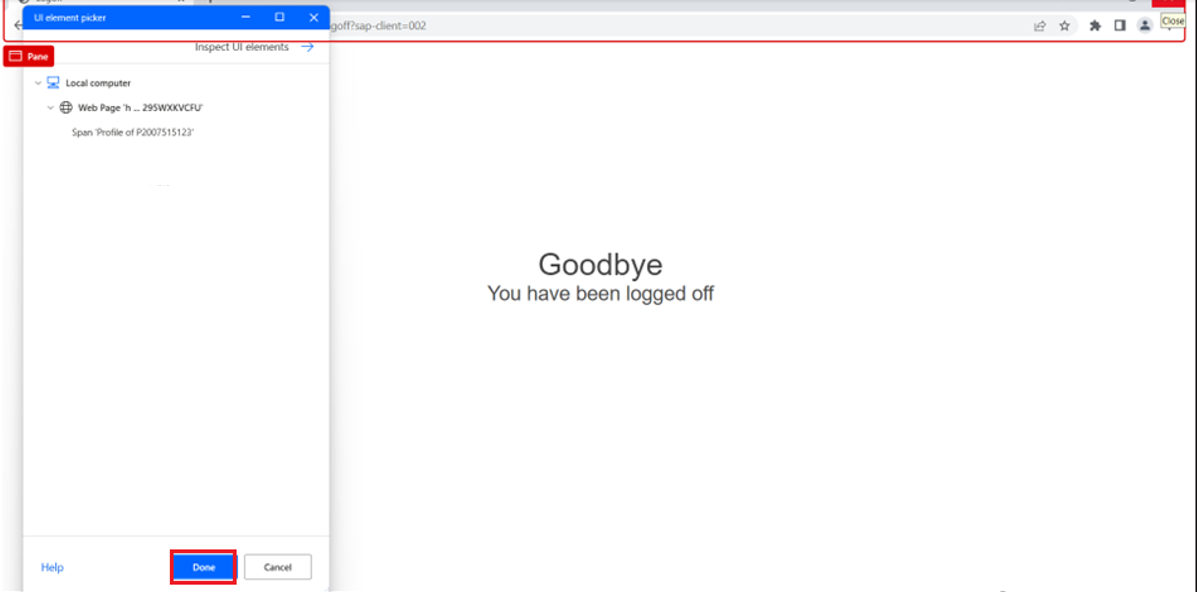 UI element picker
goff?sap-client=002
Close
Inspect UI elements
Pane
Local computer
Web Page 'h ... 295WXKVCFU'
Span 'Profile of P2007515123'
Goodbye
You have been logged off
Help
Done
Cancel